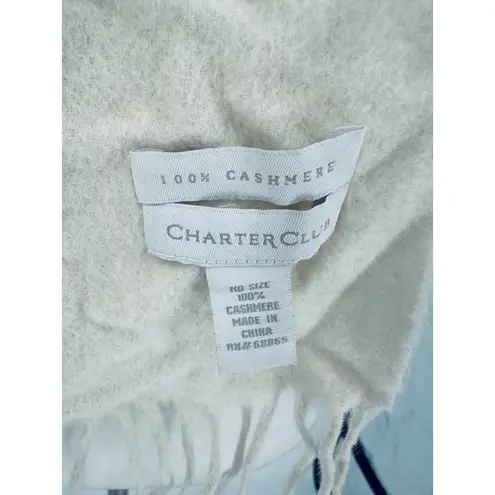 100% CASHMERE
CHARTER CLUB
NO SIZE
100%
CASHMERE
MADE IN
CHINA
RN#68865